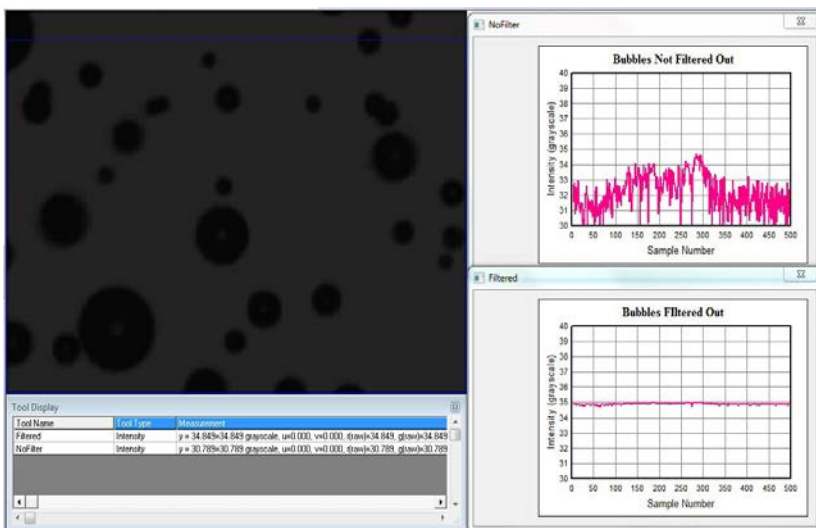 NoFilter
Bubbles Not Filtered Out
Intensity (grayscale)
40
39
38
37
36
35
34
33
32
31
30
0 50 100 150 200 250 300 350 400 450 500
Sample Number
Filtered
Bubbles FIltered Out
Intensity (grayscale)
40
39
38
37
36
35
34
33
32
31
30
0 50 100 150 200 250 300 350 400 450 500
Sample Number
Tool Display
Tool Name Tool Type Measurement
Filtered Intensity y = 34.849=34.849 grayscale, u=0.000, v=0.000, r(raw)=34.849, g(raw)=34.849
NoFilter Intensity y = 30.789=30.789 grayscale, u=0.000, v=0.000, r(raw)=30.789, g(raw)=30.789